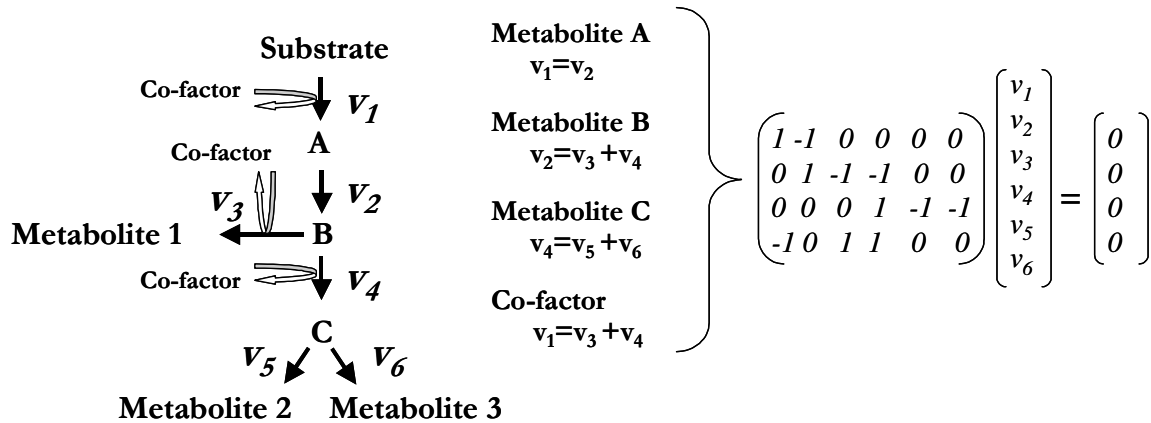 Substrate
Co-factor
v1
A
Co-factor
v3
v2
Metabolite 1
B
Co-factor
v4
C
v5
v6
Metabolite 2
Metabolite 3
Metabolite A
v1=v2
Metabolite B
v2=v3+v4
Metabolite C
v4=v5+v6
Co-factor
v1=v3+v4
1 -1 0 0 0 0
0 1 -1 -1 0 0
0 0 0 1 -1 -1
-1 0 1 1 0 0
v1
v2
v3
v4
v5
v6
=
0
0
0
0